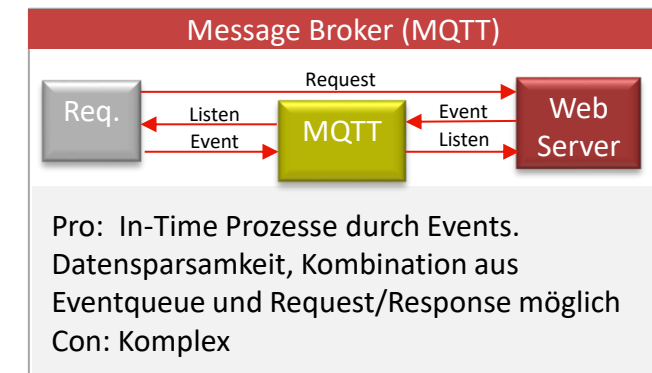 Message Broker (MQTT)
Request
Req.
Listen
Event
MQTT
Event
Listen
Web
Server
Pro:  In-Time Prozesse durch Events.
Datensparsamkeit, Kombination aus
Eventqueue und Request/Response möglich
Con: Komplex